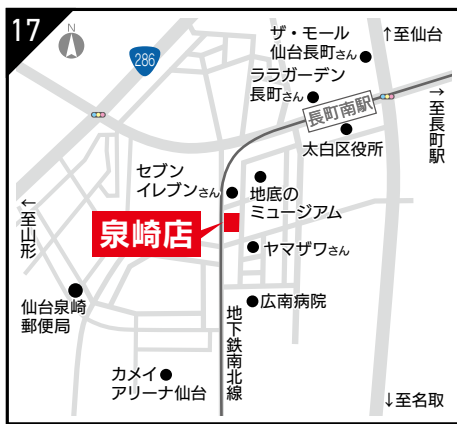 17
N
286
ザ・モール
仙台長町さん
↑至仙台
ララガーデン
長町さん
長町南駅
→至長町駅
太白区役所
セブン
イレブンさん
地底の
ミュージアム
←至山形
泉崎店
ヤマザワさん
仙台泉崎
郵便局
広南病院
地下鉄南北線
カメイ
アリーナ仙台
↓至名取